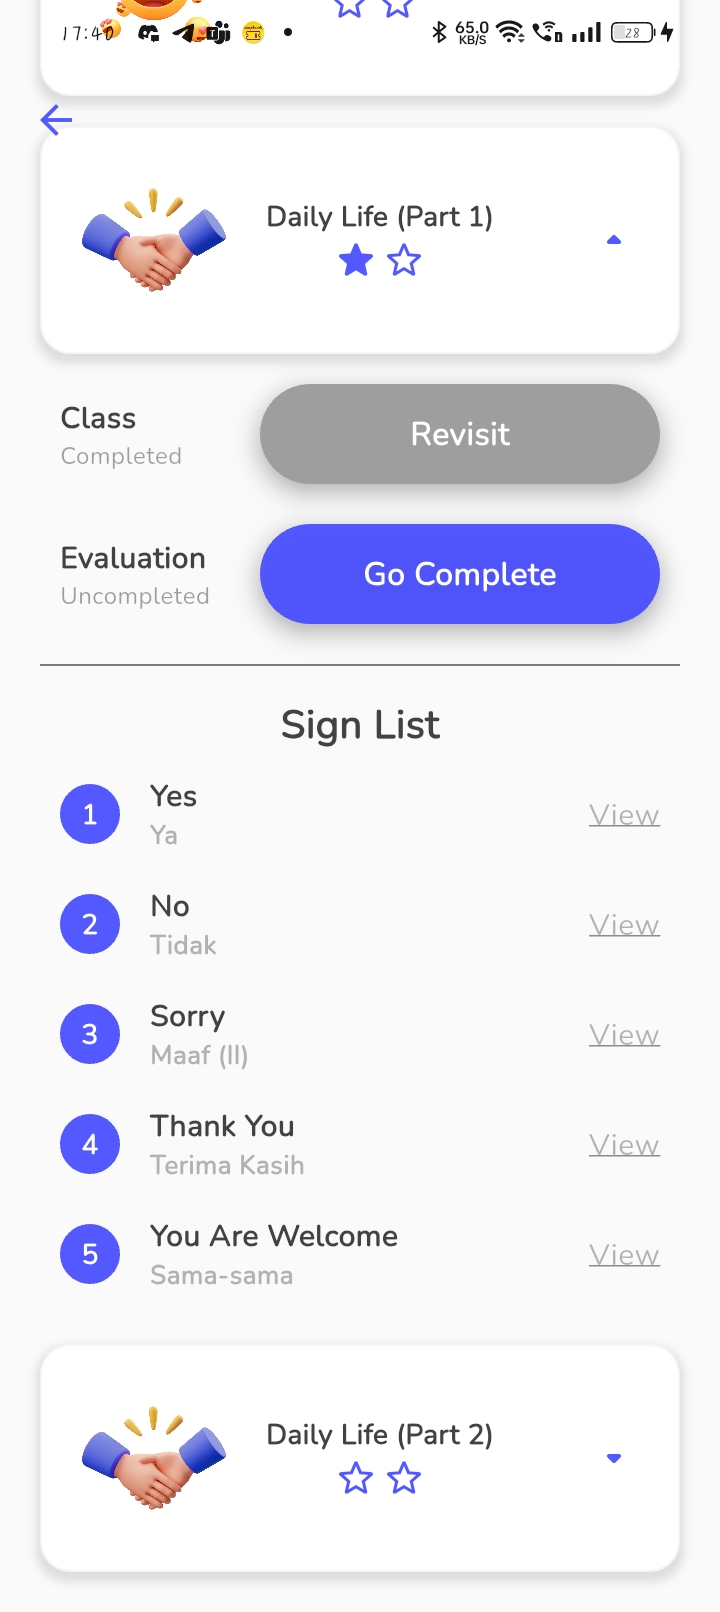 17:40
65.0
KB/S
28
Daily Life (Part 1)
Class
Completed
Revisit
Evaluation
Uncompleted
Go Complete
Sign List
1
Yes
Ya
View
2
No
Tidak
View
3
Sorry
Maaf (II)
View
4
Thank You
Terima Kasih
View
5
You Are Welcome
Sama-sama
View
Daily Life (Part 2)